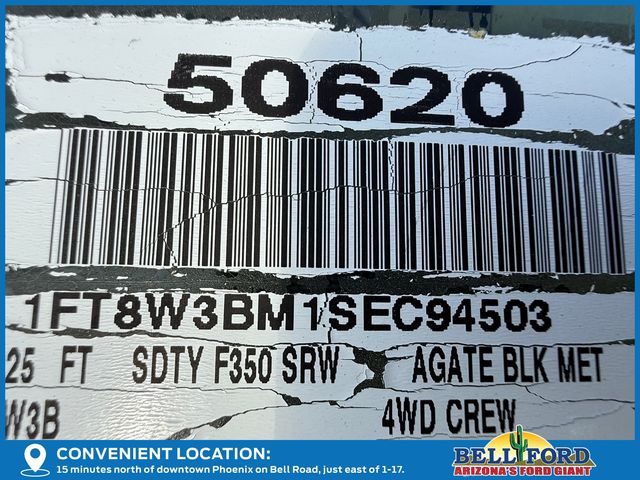 50620
1FT8W3BM1SEC94503
25 FT SDTY F350 SRW AGATE BLK MET
W3B 4WD CREW
CONVENIENT LOCATION:
15 minutes north of downtown Phoenix on Bell Road, just east of 1-17.
BELL FORD
ARIZONA'S FORD GIANT